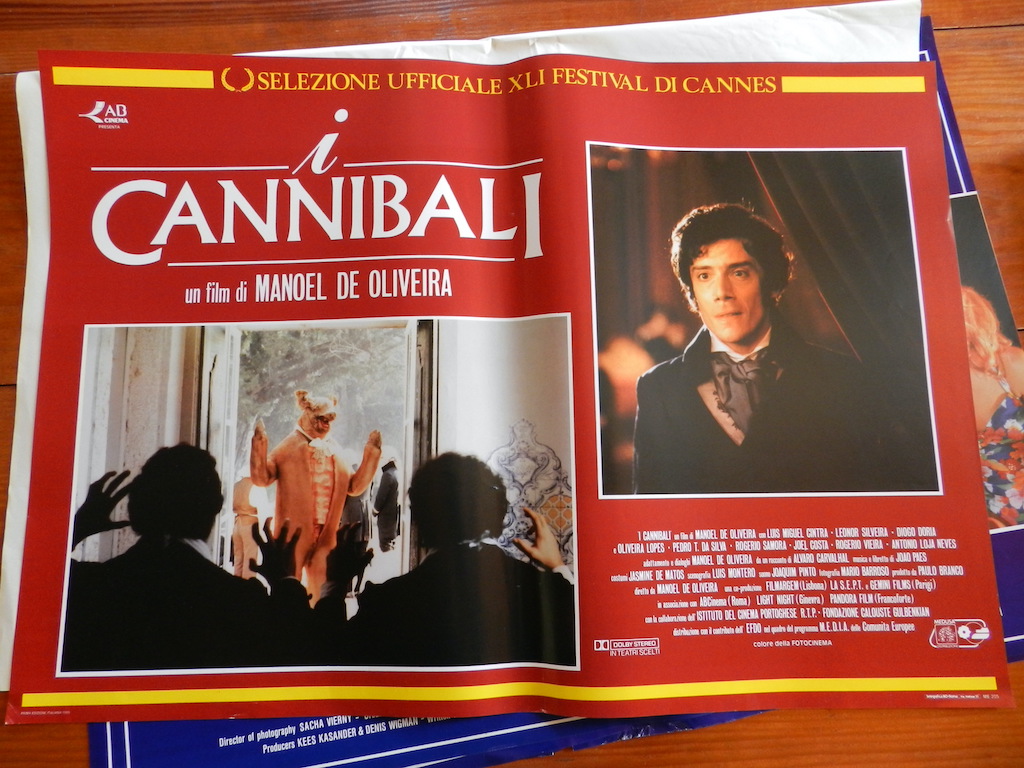 SELEZIONE UFFICIALE XLI FESTIVAL DI CANNES
AB
CINEMA
PRESENTA
i
CANNIBALI
un film di MANOEL DE OLIVEIRA
'I CANNIBALI' un film di MANOEL DE OLIVEIRA con LUIS MIGUEL CINTRA · LEONOR SILVEIRA · DIOGO DORIA
e OLIVEIRA LOPES · PEDRO T. DA SILVA · ROGERIO SAMORA · JOEL COSTA · ROGERIO VIEIRA · ANTONIO LOJA NEVES
adattamento e dialoghi MANOEL DE OLIVEIRA da un racconto di ALVARO CARVALHAL musica e libretto di JOAO PAES
costumi JASMINE DE MATOS scenografia LUIS MONTERO suono JOAQUIM PINTO fotografia MARIO BARROSO prodotto da PAULO BRANCO
diretto da MANOEL DE OLIVEIRA una co-produzione FILMARGEM (Lisbona) LA S.E.P.T. e GEMINI FILMS (Parigi)
in associazione con ABCinema (Roma) LIGHT NIGHT (Ginevra) PANDORA FILM (Francoforte)
con la collaborazione dell'ISTITUTO DEL CINEMA PORTOGHESE R.T.P. · FONDAZIONE CALOUSTE GULBENKIAN
distribuzione con il contributo dell' EFDO nel quadro del programma M.E.D.I.A. della Comunita Europee
colore della FOTOCINEMA
DOLBY STEREO
IN TEATRI SCELTI
MEDUSA
Director of photography SACHA VIERNY
Producers KEES KASANDER & DENIS WIGMAN